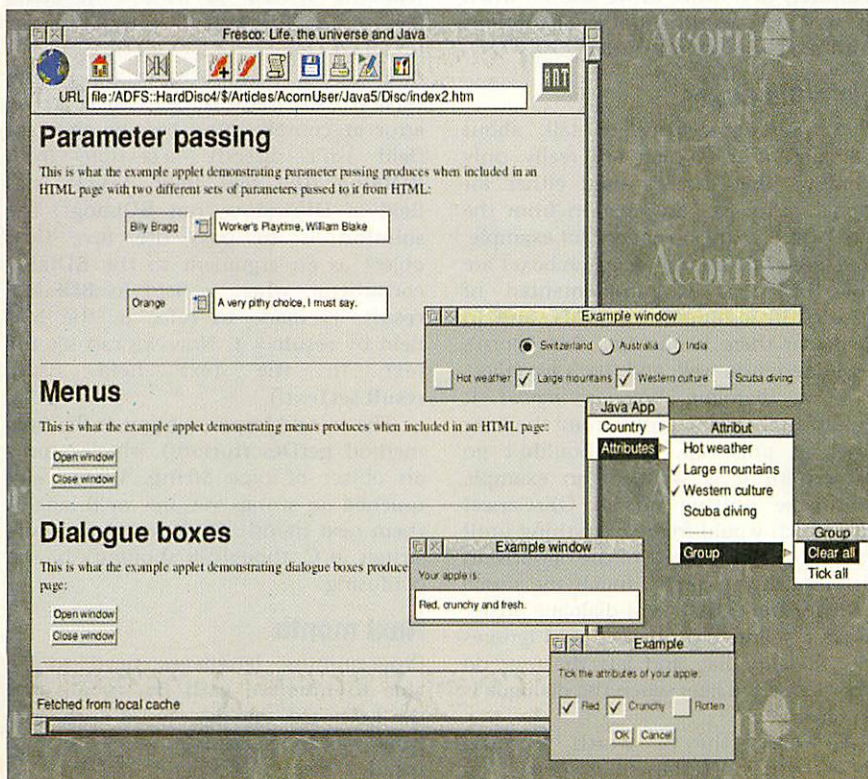 Fresco: Life, the universe and Java
ANT
URL file:/ADFS::HardDisc4/$/Articles/AcornUser/Java5/Disc/index2.htm
Parameter passing
This is what the example applet demonstrating parameter passing produces when included in an
HTML page with two different sets of parameters passed to it from HTML:
Billy Bragg
Worker's Playtime, William Blake
Orange
A very pithy choice, I must say.
Menus
This is what the example applet demonstrating menus produces when included in an HTML page:
Open window
Close window
Dialogue boxes
This is what the example applet demonstrating dialogue boxes produce
page:
Open window
Close window
Fetched from local cache
Acorn
Acorn
Example window
Switzerland Australia India
Hot weather Large mountains Western culture Scuba diving
Java App
Country
Attributes
Attribut
Hot weather
Large mountains
Western culture
Scuba diving
--------
Group
Group
Clear all
Tick all
Example window
Your apple is:
Red, crunchy and fresh.
Example
Tick the attributes of your apple:
Red Crunchy Rotten
OK Cancel